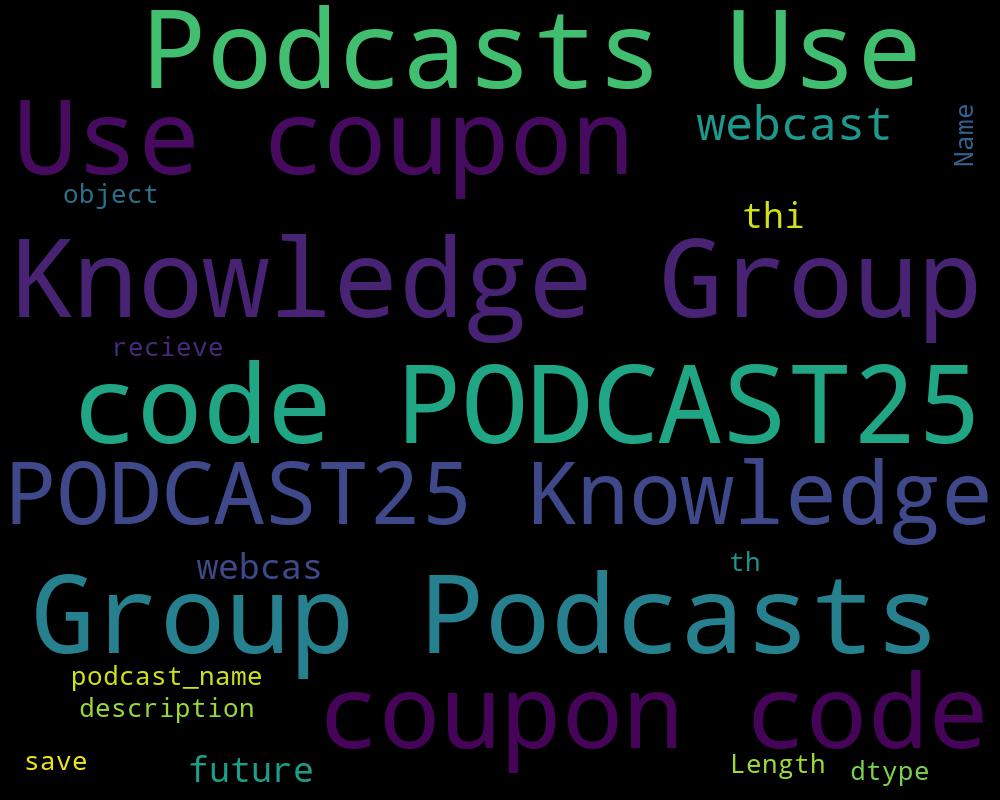 Podcasts Use
Use coupon
webcast
Name
object
thi
Knowledge Group
recieve
code PODCAST25
PODCAST25 Knowledge
webcas
th
Group Podcasts
podcast_name
coupon code
description
save
future
Length
dtype